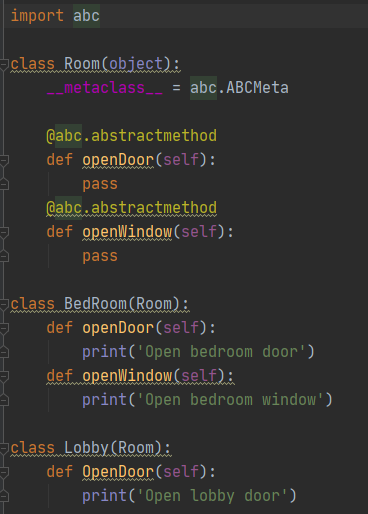 import abc
class Room(object):
    __metaclass__ = abc.ABCMeta
    @abc.abstractmethod
    def openDoor(self):
        pass
    @abc.abstractmethod
    def openWindow(self):
        pass
class BedRoom(Room):
    def openDoor(self):
        print('Open bedroom door')
    def openWindow(self):
        print('Open bedroom window')
class Lobby(Room):
    def OpenDoor(self):
        print('Open lobby door')